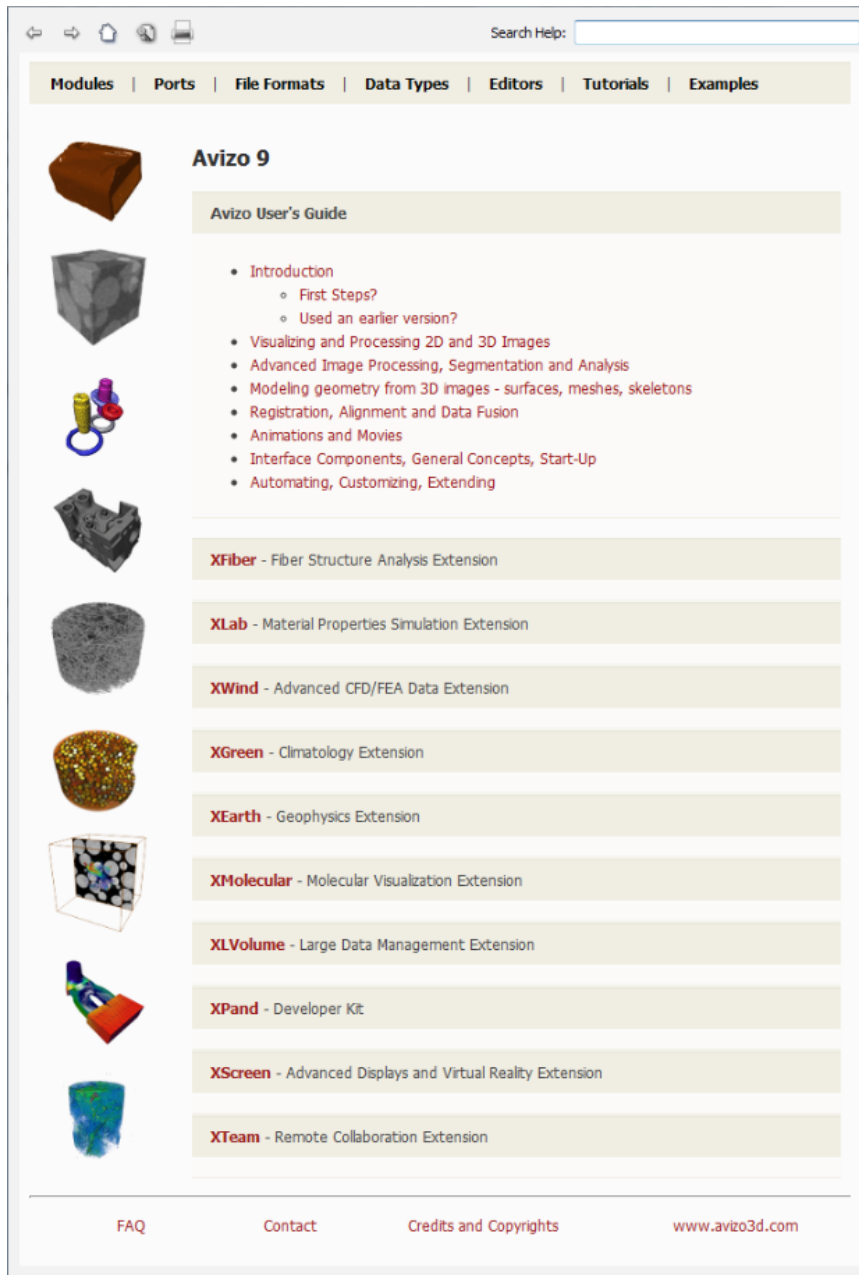 Search Help:
Modules | Ports | File Formats | Data Types | Editors | Tutorials | Examples
Avizo 9
Avizo User's Guide
• Introduction
◦ First Steps?
◦ Used an earlier version?
• Visualizing and Processing 2D and 3D Images
• Advanced Image Processing, Segmentation and Analysis
• Modeling geometry from 3D images - surfaces, meshes, skeletons
• Registration, Alignment and Data Fusion
• Animations and Movies
• Interface Components, General Concepts, Start-Up
• Automating, Customizing, Extending
XFiber - Fiber Structure Analysis Extension
XLab - Material Properties Simulation Extension
XWind - Advanced CFD/FEA Data Extension
XGreen - Climatology Extension
XEarth - Geophysics Extension
XMolecular - Molecular Visualization Extension
XLVolume - Large Data Management Extension
XPand - Developer Kit
XScreen - Advanced Displays and Virtual Reality Extension
XTeam - Remote Collaboration Extension
FAQ Contact Credits and Copyrights www.avizo3d.com